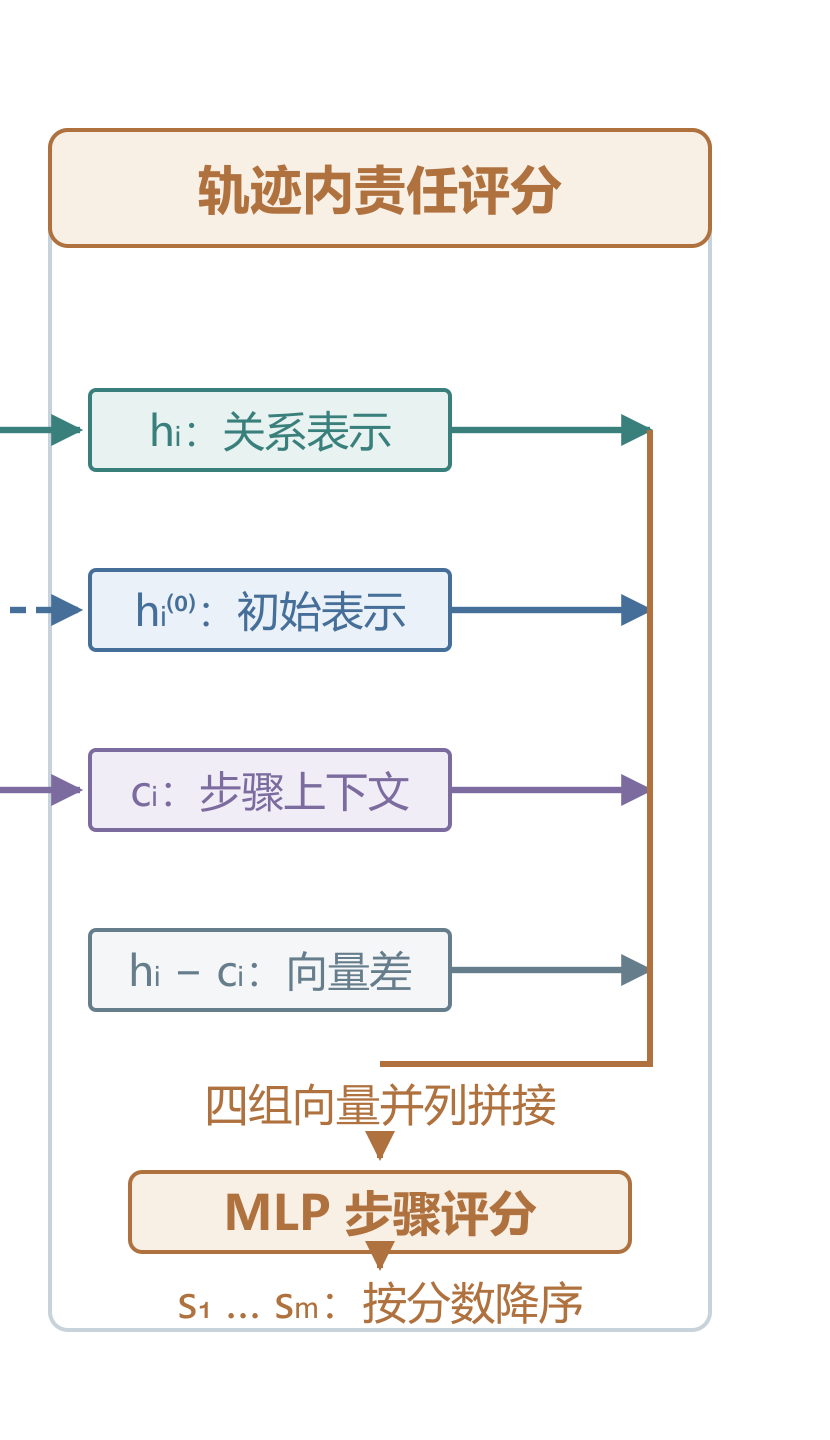 轨迹内责任评分
hᵢ：关系表示
hᵢ⁽⁰⁾：初始表示
cᵢ：步骤上下文
hᵢ − cᵢ：向量差
四组向量并列拼接
MLP 步骤评分
s₁ … sₘ：按分数降序